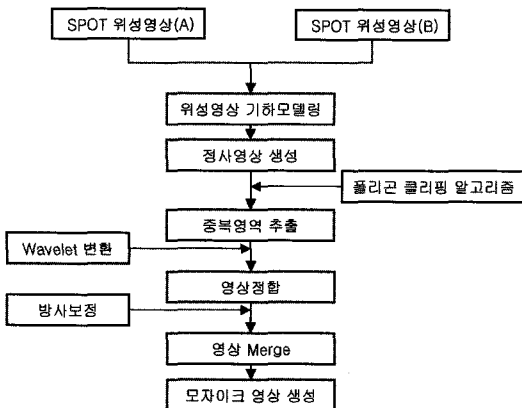 SPOT 위성영상(A)
SPOT 위성영상(B)
위성영상 기하모델링
정사영상 생성
폴리곤 클리핑 알고리즘
중복영역 추출
Wavelet 변환
영상정합
방사보정
영상 Merge
모자이크 영상 생성